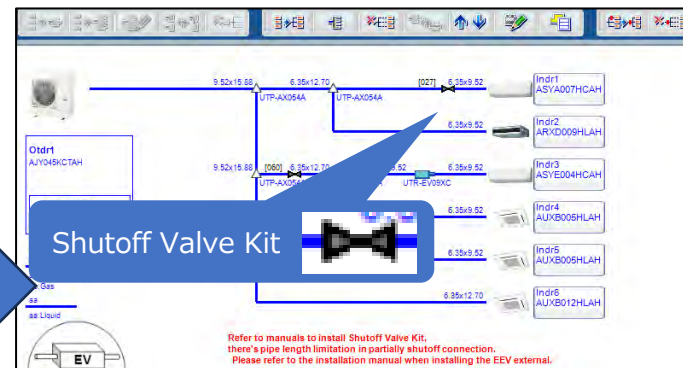 9.52x15.88
6.35x12.70
[027]
6.35x9.52
UTP-AX054A
UTP-AX054A
Indr1
ASYA007HCAH
6.35x9.52
Indr2
ARXD009HLAH
Otdr1
AJY045KCTAH
9.52x15.88
[060]
6.35x12.70
9.52
6.35x9.52
UTR-EV09XC
Indr3
ASYE004HCAH
Shutoff Valve Kit
6.35x9.52
Indr4
AUXB005HLAH
6.35x9.52
Indr5
AUXB005HLAH
6.35x12.70
Indr6
AUXB012HLAH
Gas
aa
aa:Liquid
EV
Refer to manuals to install Shutoff Valve Kit,
there's pipe length limitation in partially shutoff connection.
Please refer to the installation manual when installing the EEV external.